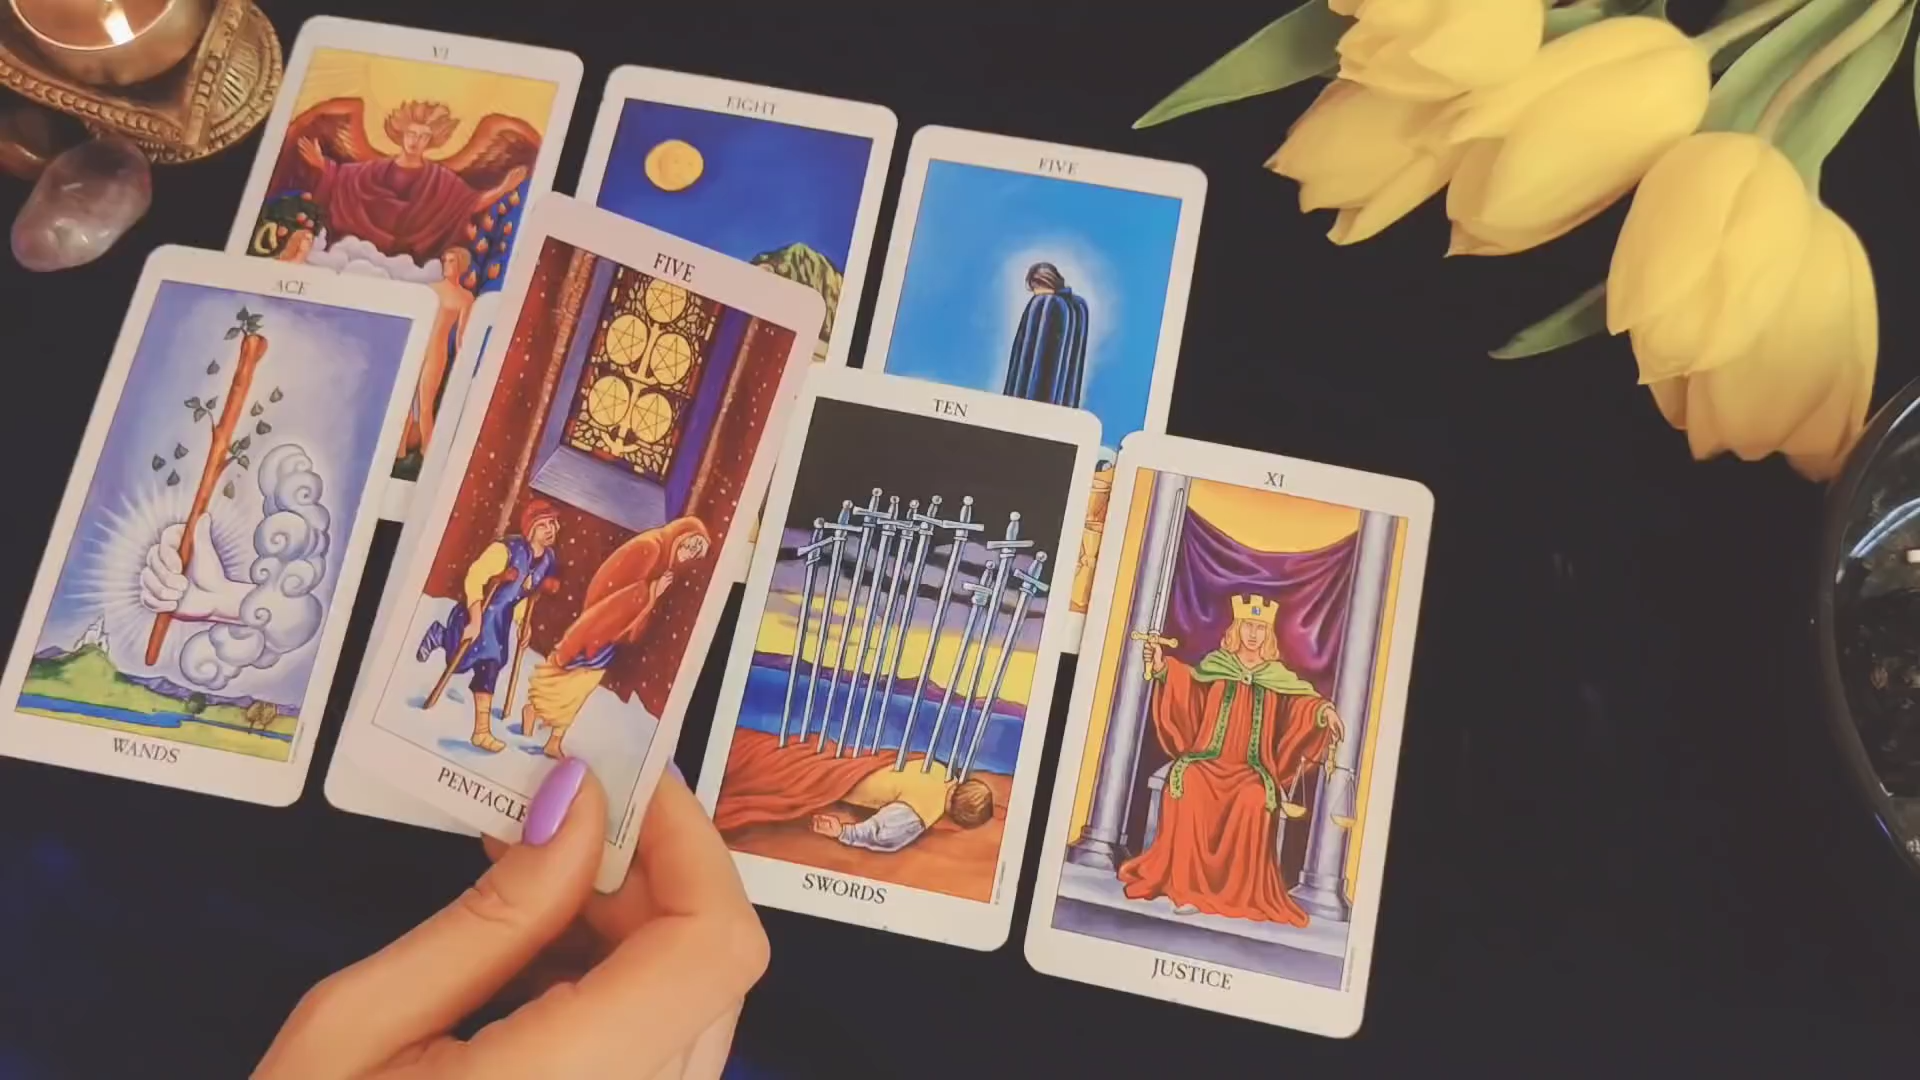 VI
EIGHT
FIVE
ACE
FIVE
TEN
XI
WANDS
PENTACLE
SWORDS
JUSTICE